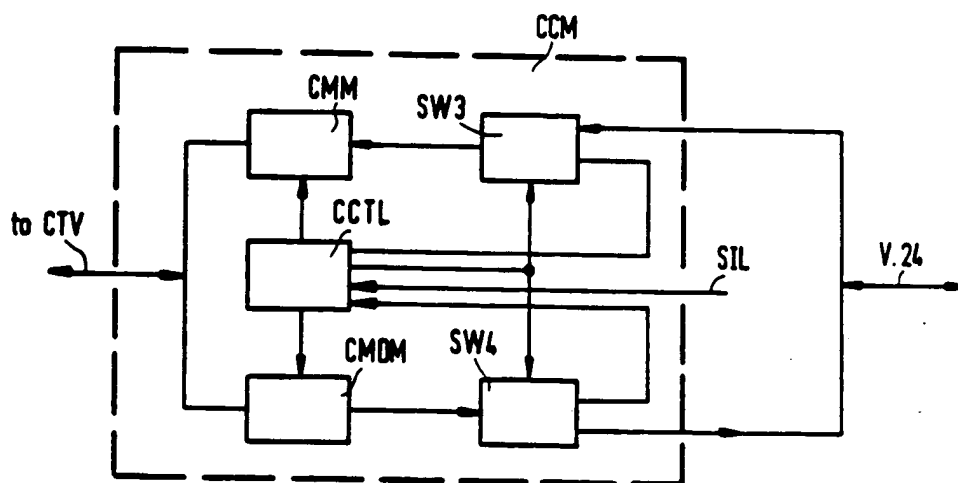 CCM
CMM
SW3
to CTV
CCTL
SIL
V.24
CMDM
SW4